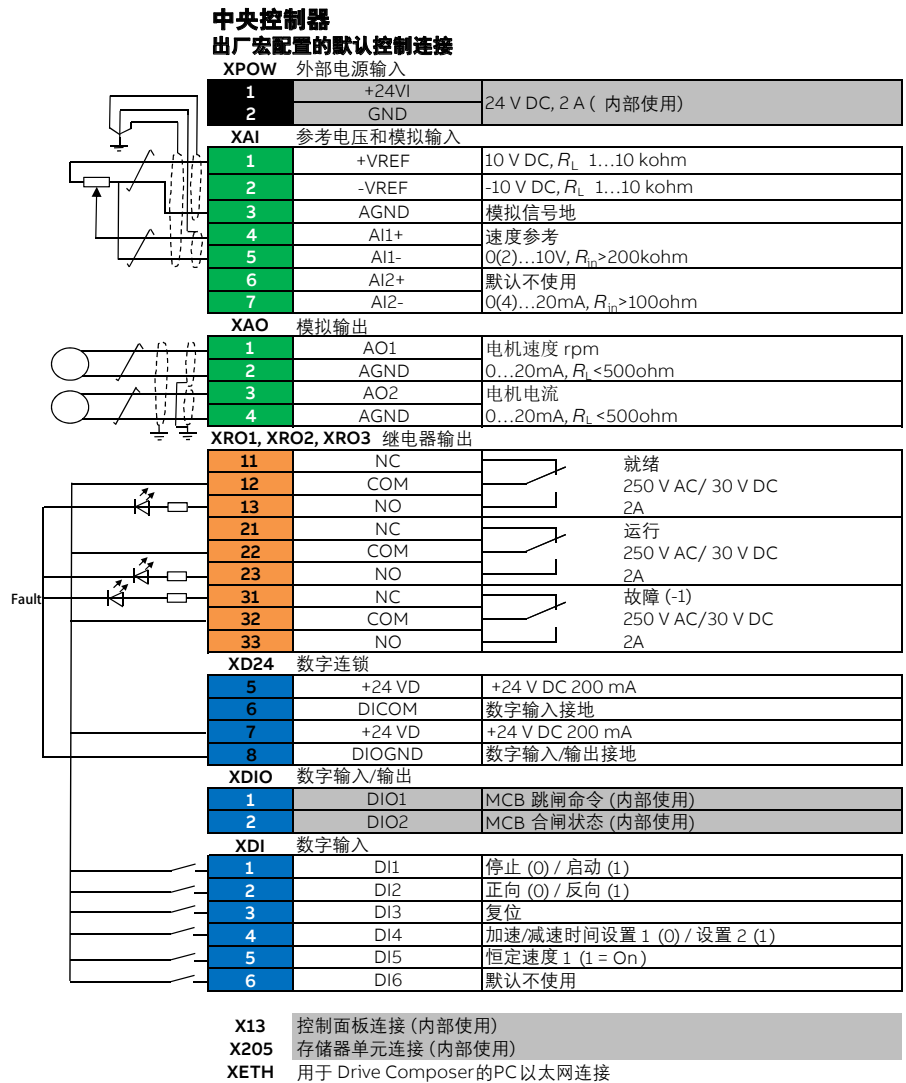 中央控制器
出厂宏配置的默认控制连接
XPOW 外部电源输入
1 +24VI 24 V DC, 2 A ( 内部使用)
2 GND
XAI 参考电压和模拟输入
1 +VREF 10 V DC, RL 1…10 kohm
2 -VREF -10 V DC, RL 1…10 kohm
3 AGND 模拟信号地
4 AI1+ 速度参考
5 AI1- 0(2)…10V, Rin>200kohm
6 AI2+ 默认不使用
7 AI2- 0(4)…20mA, Rin>100ohm
XAO 模拟输出
1 AO1 电机速度 rpm
2 AGND 0…20mA, RL<500ohm
3 AO2 电机电流
4 AGND 0…20mA, RL <500ohm
XRO1, XRO2, XRO3 继电器输出
11 NC 就绪
12 COM 250 V AC/ 30 V DC
13 NO 2A
21 NC 运行
22 COM 250 V AC/ 30 V DC
23 NO 2A
Fault 31 NC 故障 (-1)
32 COM 250 V AC/30 V DC
33 NO 2A
XD24 数字连锁
5 +24 VD +24 V DC 200 mA
6 DICOM 数字输入接地
7 +24 VD +24 V DC 200 mA
8 DIOGND 数字输入/输出接地
XDIO 数字输入/输出
1 DIO1 MCB 跳闸命令 (内部使用)
2 DIO2 MCB 合闸状态 (内部使用)
XDI 数字输入
1 DI1 停止 (0) / 启动 (1)
2 DI2 正向 (0) / 反向 (1)
3 DI3 复位
4 DI4 加速/减速时间设置 1 (0) / 设置 2 (1)
5 DI5 恒定速度 1 (1 = On)
6 DI6 默认不使用
X13 控制面板连接 (内部使用)
X205 存储器单元连接 (内部使用)
XETH 用于 Drive Composer的PC以太网连接